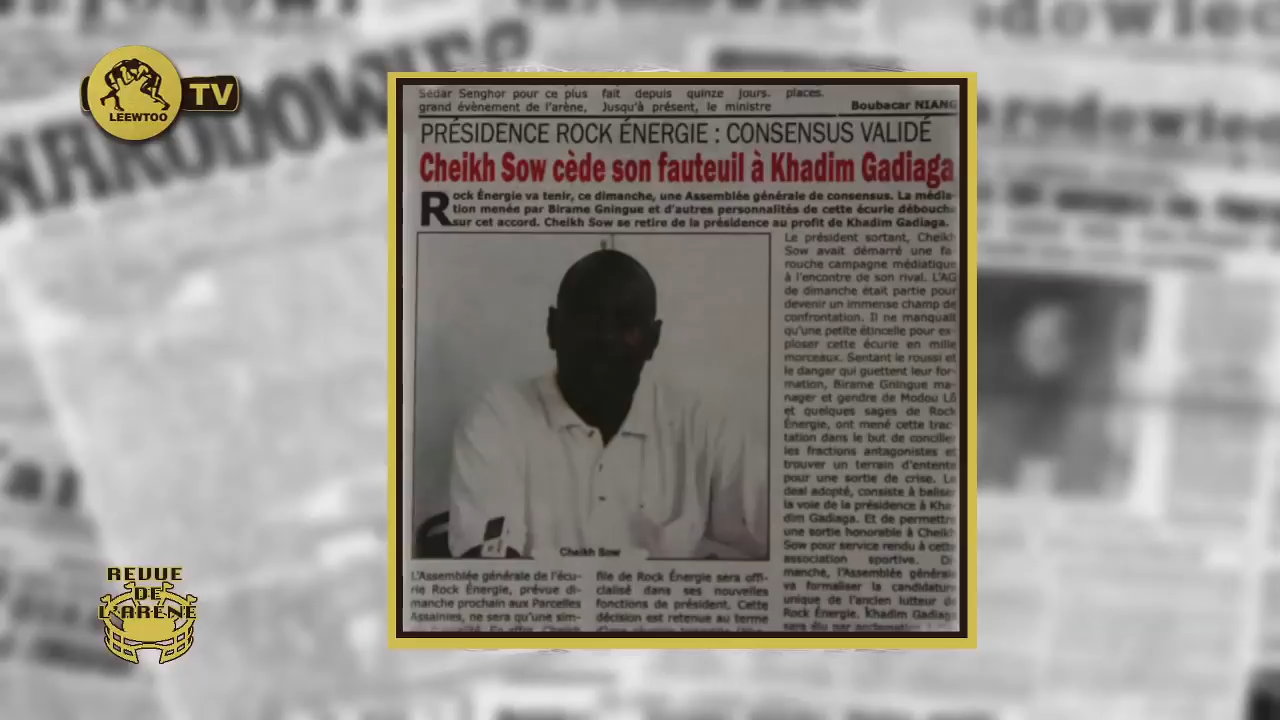 LEEWTOO
TV
Sédar Senghor pour ce plus
grand évènement de l'arène,
fait depuis quinze jours.
Jusqu'à présent, le ministre
places.
Boubacar NIANG
PRÉSIDENCE ROCK ÉNERGIE : CONSENSUS VALIDÉ
Cheikh Sow cède son fauteuil à Khadim Gadiaga
Rock Énergie va tenir, ce dimanche, une Assemblée générale de consensus. La média-
tion menée par Birame Gningue et d'autres personnalités de cette écurie débouche
sur cet accord. Cheikh Sow se retire de la présidence au profit de Khadim Gadiaga.
Cheikh Sow
L'Assemblée générale de l'écu-
rie Rock Énergie, prévue di-
manche prochain aux Parcelles
Assainies, ne sera qu'une sim-
file de Rock Énergie sera offi-
cialisé dans ses nouvelles
fonctions de président. Cette
décision est retenue au terme
Le président sortant, Cheikh
Sow avait démarré une fa-
rouche campagne médiatique
à l'encontre de son rival. L'AG
de dimanche était partie pour
devenir un immense champ de
confrontation. Il ne manquait
qu'une petite étincelle pour ex-
ploser cette écurie en mille
morceaux. Sentant le roussi et
le danger qui guettent leur for-
mation, Birame Gningue ma-
nager et gendre de Modou Lô
et quelques sages de Rock
Énergie, ont mené cette trac-
tation dans le but de concilier
les fractions antagonistes et
trouver un terrain d'entente
pour une sortie de crise. Le
deal adopté, consiste à baliser
la voie de la présidence à Kha-
dim Gadiaga. Et de permettre
une sortie honorable à Cheikh
Sow pour service rendu à cette
association sportive. Di-
manche, l'Assemblée générale
va formaliser la candidature
unique de l'ancien lutteur de
Rock Énergie. Khadim Gadiaga
sera élu par acclamation
REVUE
DE
L'ARÈNE